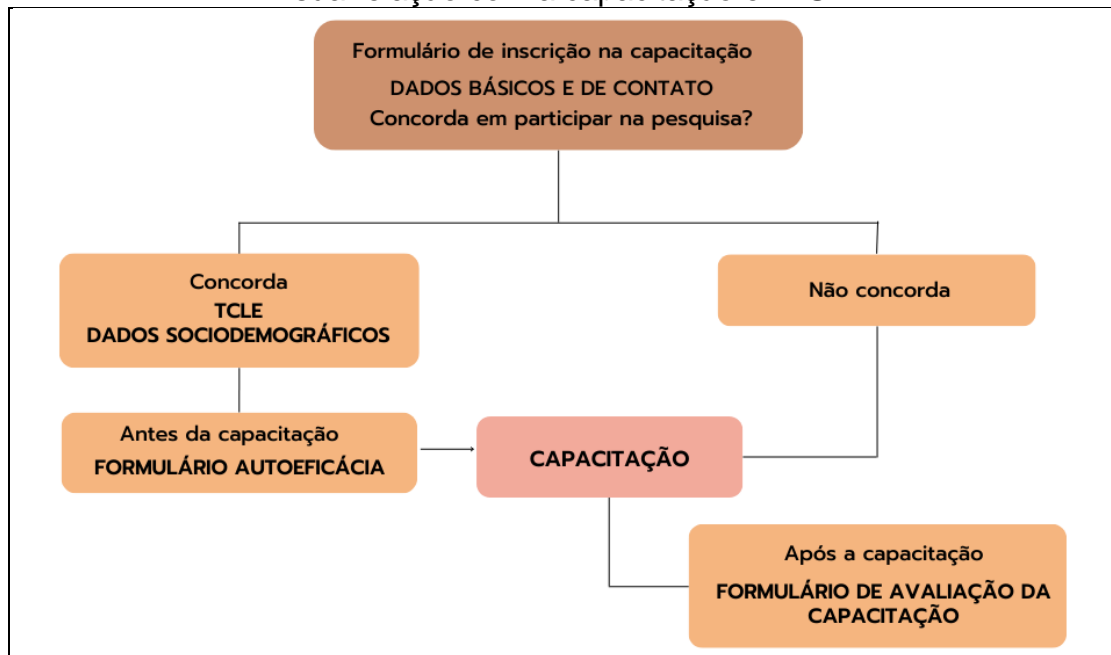 Formulário de inscrição na capacitação
DADOS BÁSICOS E DE CONTATO
Concorda em participar na pesquisa?
Concorda
TCLE
DADOS SOCIODEMOGRÁFICOS
Não concorda
Antes da capacitação
FORMULÁRIO AUTOEFICÁCIA
CAPACITAÇÃO
Após a capacitação
FORMULÁRIO DE AVALIAÇÃO DA
CAPACITAÇÃO